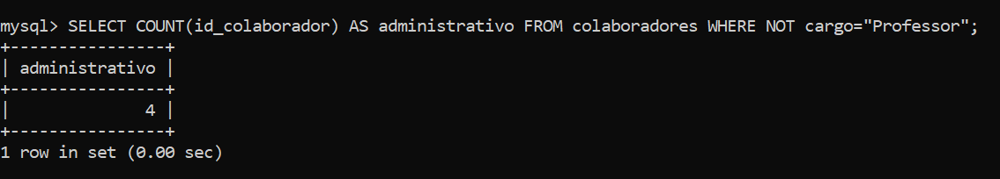 mysql> SELECT COUNT(id_colaborador) AS administrativo FROM colaboradores WHERE NOT cargo="Professor";
+----------------+
| administrativo |
+----------------+
|              4 |
+----------------+
1 row in set (0.00 sec)